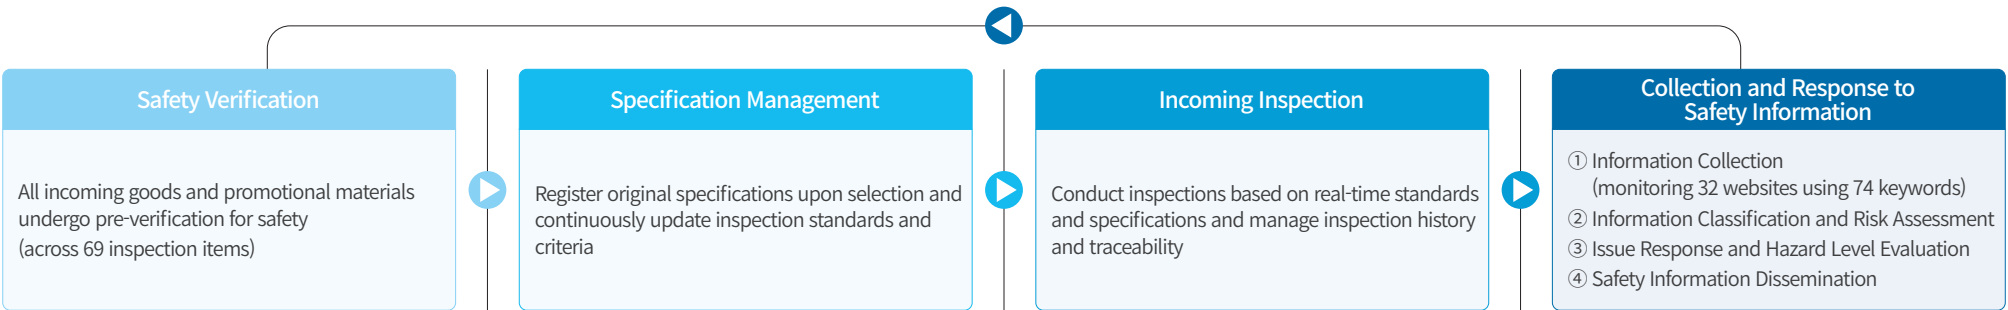 Safety Verification
All incoming goods and promotional materials
undergo pre-verification for safety
(across 69 inspection items)
Specification Management
Register original specifications upon selection and
continuously update inspection standards and
criteria
Incoming Inspection
Conduct inspections based on real-time standards
and specifications and manage inspection history
and traceability
Collection and Response to
Safety Information
① Information Collection
(monitoring 32 websites using 74 keywords)
② Information Classification and Risk Assessment
③ Issue Response and Hazard Level Evaluation
④ Safety Information Dissemination